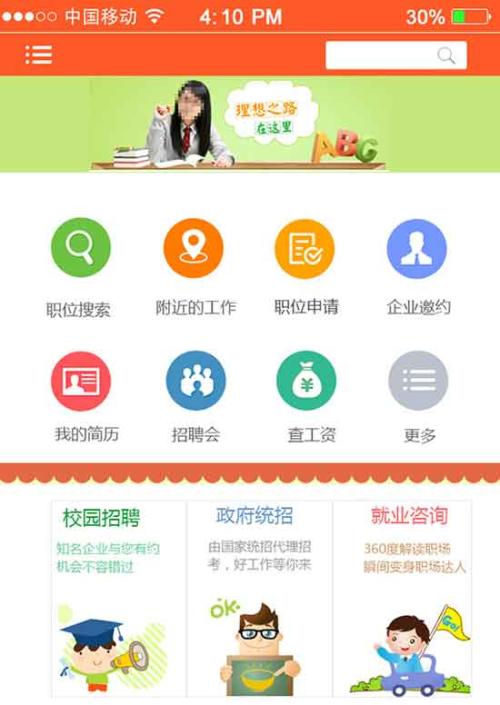 中国移动 4:10 PM 30%
理想之路
在这里
ABC
职位搜索 附近的工作 职位申请 企业邀约
¥
我的简历 招聘会 查工资 更多
校园招聘 政府统招 就业咨询
知名企业与您有约
机会不容错过
由国家统招代理招
考，好工作等你来
360度解读职场
瞬间变身职场达人
OK
Go!